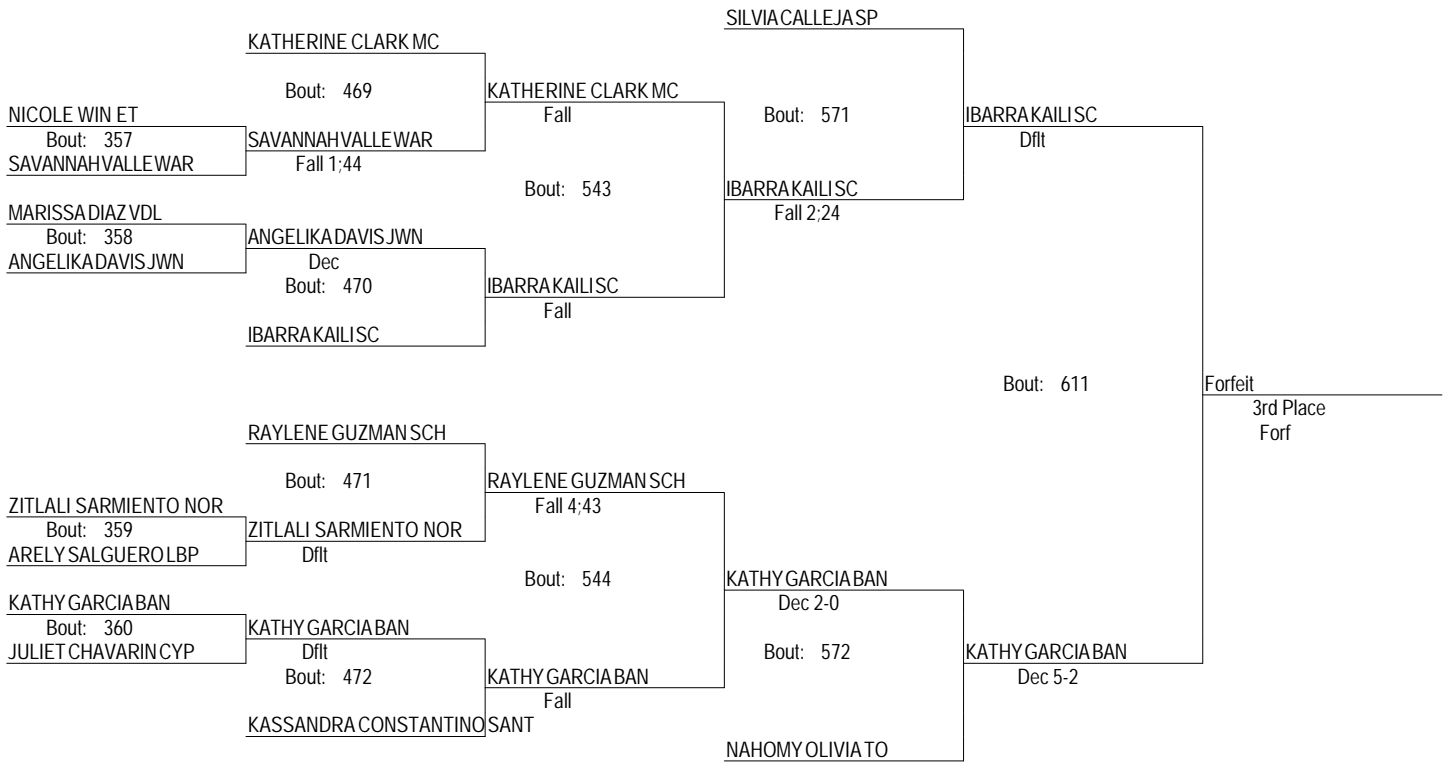 SILVIA CALLEJA SP
KATHERINE CLARK MC
Bout: 469
KATHERINE CLARK MC
NICOLE WIN ET
Fall
Bout: 571
IBARRA KAILI SC
Bout: 357
SAVANNAH VALLE WAR
Dflt
SAVANNAH VALLE WAR
Fall 1;44
Bout: 543
IBARRA KAILI SC
MARISSA DIAZ VDL
Fall 2;24
Bout: 358
ANGELIKA DAVIS JWN
ANGELIKA DAVIS JWN
Dec
Bout: 470
IBARRA KAILI SC
Fall
IBARRA KAILI SC
Bout: 611
Forfeit
3rd Place
Forf
RAYLENE GUZMAN SCH
Bout: 471
RAYLENE GUZMAN SCH
ZITLALI SARMIENTO NOR
Fall 4;43
Bout: 359
ZITLALI SARMIENTO NOR
ARELY SALGUERO LBP
Dflt
Bout: 544
KATHY GARCIA BAN
KATHY GARCIA BAN
Dec 2-0
Bout: 360
KATHY GARCIA BAN
JULIET CHAVARIN CYP
Dflt
Bout: 572
KATHY GARCIA BAN
Bout: 472
KATHY GARCIA BAN
Dec 5-2
Fall
KASSANDRA CONSTANTINO SANT
NAHOMY OLIVIA TO